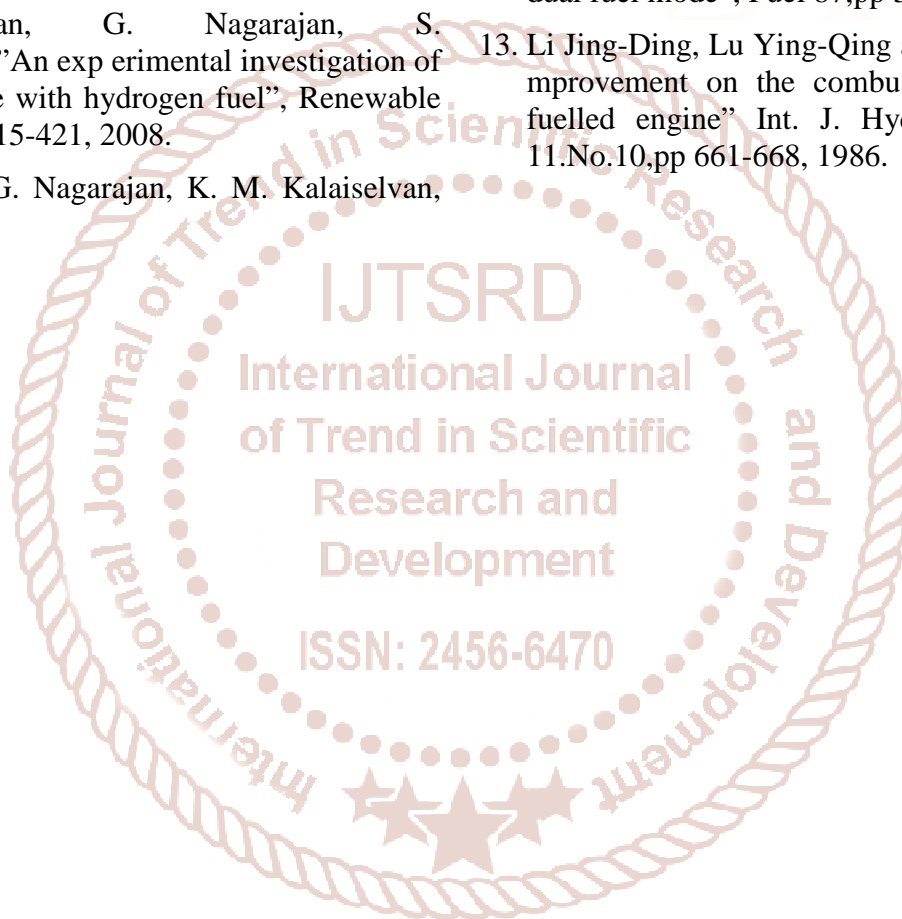 an, G. Nagarajan, S.
”An exp erimental investigation of
with hydrogen fuel”, Renewable
15-421, 2008.
G. Nagarajan, K. M. Kalaiselvan,
dual fuel mode”, Fuel 87,pp
13. Li Jing-Ding, Lu Ying-Qing
mprovement on the combu
fuelled engine” Int. J. Hyd
11.No.10,pp 661-668, 1986.
International Journal of Trend in Scientific Research and Development
IJTSRD
International Journal
of Trend in Scientific
Research and
Development
ISSN: 2456-6470